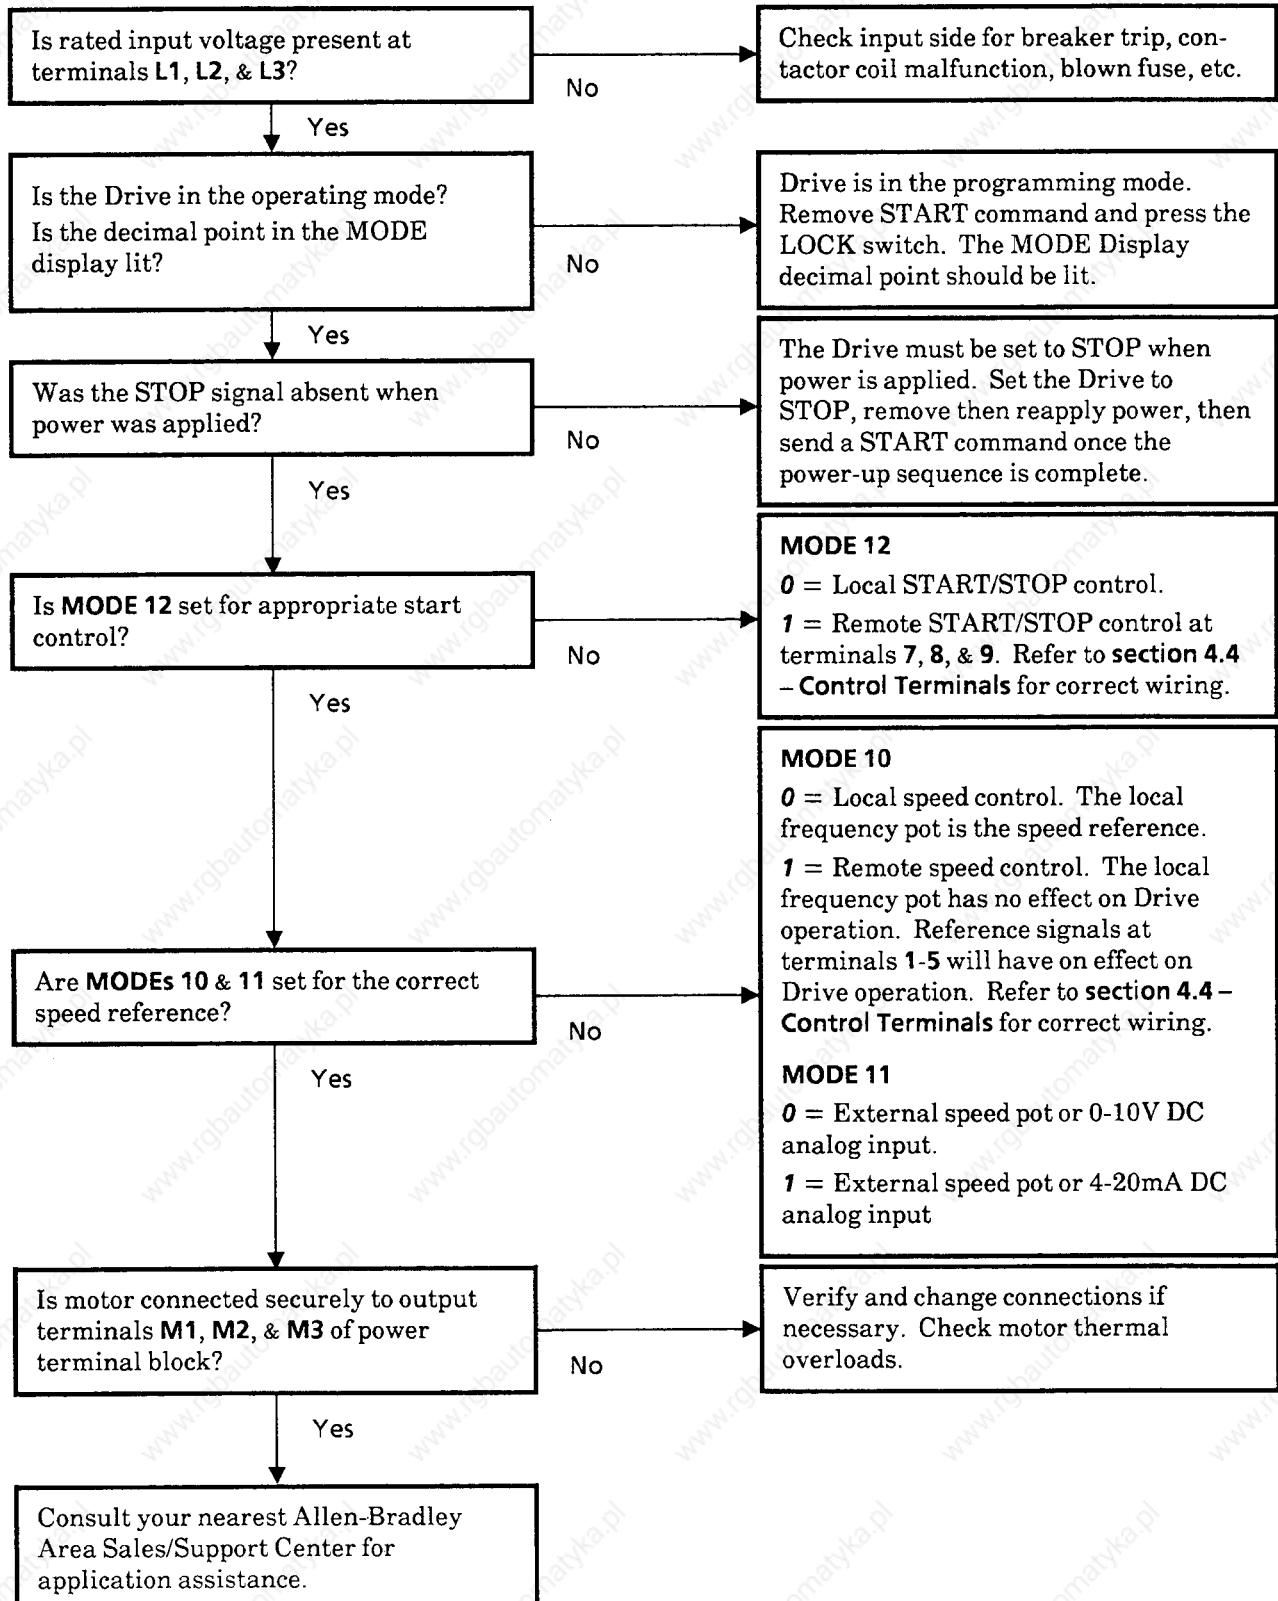 Is rated input voltage present at
terminals L1, L2, & L3?
No
Check input side for breaker trip, con-
tactor coil malfunction, blown fuse, etc.
Yes
Is the Drive in the operating mode?
Is the decimal point in the MODE
display lit?
No
Drive is in the programming mode.
Remove START command and press the
LOCK switch. The MODE Display
decimal point should be lit.
Yes
Was the STOP signal absent when
power was applied?
No
The Drive must be set to STOP when
power is applied. Set the Drive to
STOP, remove then reapply power, then
send a START command once the
power-up sequence is complete.
Yes
Is MODE 12 set for appropriate start
control?
No
MODE 12
0 = Local START/STOP control.
1 = Remote START/STOP control at
terminals 7, 8, & 9. Refer to section 4.4
– Control Terminals for correct wiring.
Yes
Are MODEs 10 & 11 set for the correct
speed reference?
No
MODE 10
0 = Local speed control. The local
frequency pot is the speed reference.
1 = Remote speed control. The local
frequency pot has no effect on Drive
operation. Reference signals at
terminals 1-5 will have on effect on
Drive operation. Refer to section 4.4 –
Control Terminals for correct wiring.
MODE 11
0 = External speed pot or 0-10V DC
analog input.
1 = External speed pot or 4-20mA DC
analog input
Yes
Is motor connected securely to output
terminals M1, M2, & M3 of power
terminal block?
No
Verify and change connections if
necessary. Check motor thermal
overloads.
Yes
Consult your nearest Allen-Bradley
Area Sales/Support Center for
application assistance.
www.rgbautomatyka.pl